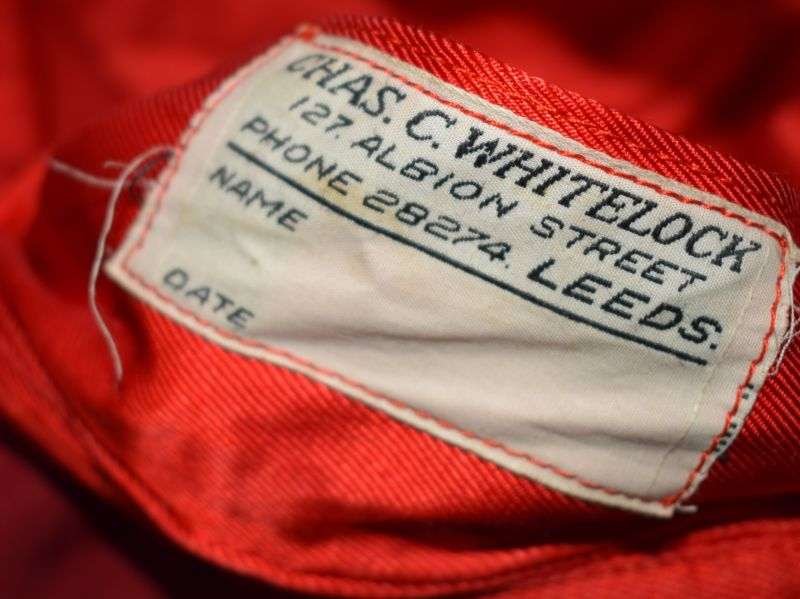 CHAS. C. WHITELOCK
127, ALBION STREET
PHONE 28274. LEEDS.
NAME
DATE